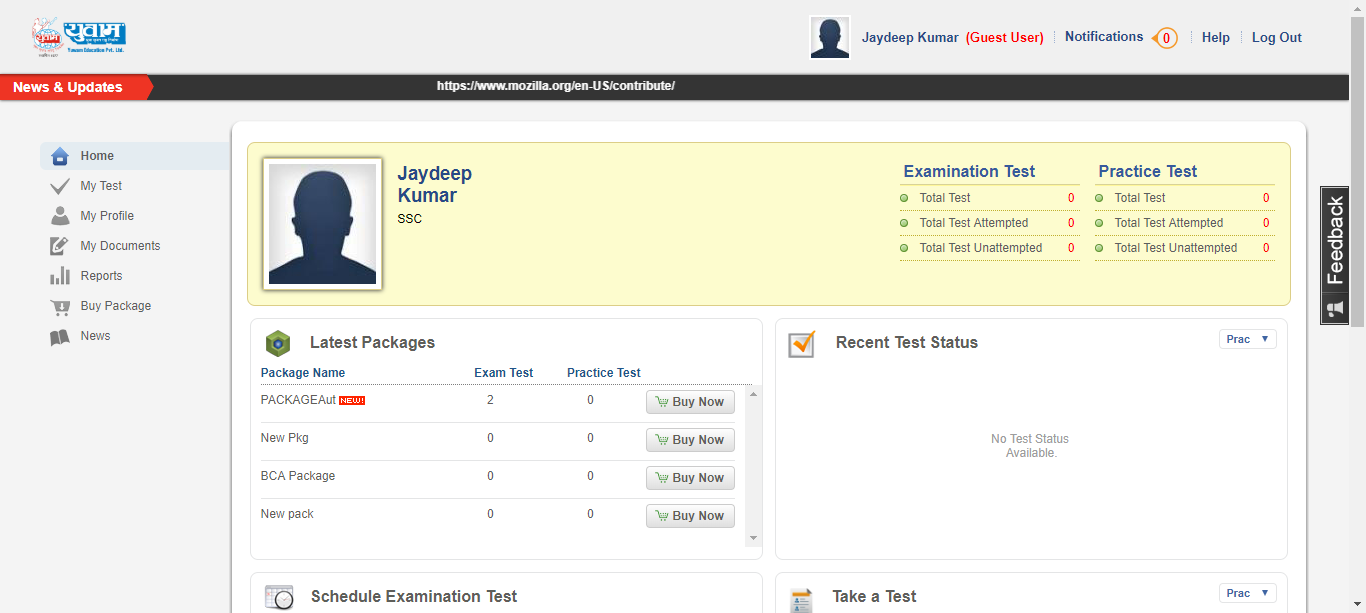 युवाम
युवाम
Yuwam Education Pvt. Ltd.
Jaydeep Kumar (Guest User)
Notifications
0
Help
Log Out
News & Updates
https://www.mozilla.org/en-US/contribute/
Home
My Test
My Profile
My Documents
Reports
Buy Package
News
Jaydeep
Kumar
SSC
Examination Test
Total Test 0
Total Test Attempted 0
Total Test Unattempted 0
Practice Test
Total Test 0
Total Test Attempted 0
Total Test Unattempted 0
Feedback
Latest Packages
Package Name Exam Test Practice Test
PACKAGEAut NEW! 2 0 Buy Now
New Pkg 0 0 Buy Now
BCA Package 0 0 Buy Now
New pack 0 0 Buy Now
Recent Test Status
Prac
No Test Status
Available.
Schedule Examination Test
Take a Test
Prac